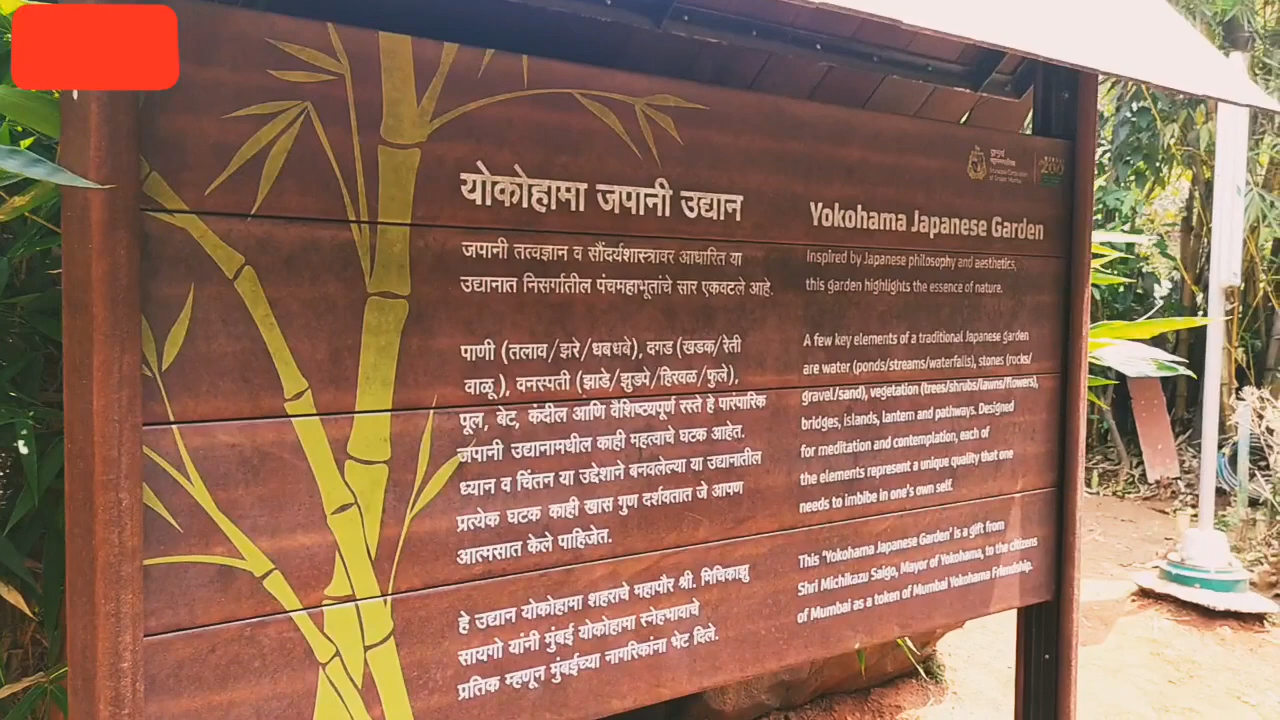 योकोहामा जपानी उद्यान
जपानी तत्वज्ञान व सौंदर्यशास्त्रावर आधारित या
उद्यानात निसर्गातील पंचमहाभूतांचे सार एकवटले आहे.
पाणी (तलाव/झरे/धबधबे), दगड (खडक/रेती
वाळू), वनस्पती (झाडे/झुडपे/हिरवळ/फुले),
पूल, बेट, कंदील आणि वैशिष्ट्यपूर्ण रस्ते हे पारंपारिक
जपानी उद्यानामधील काही महत्वाचे घटक आहेत.
ध्यान व चिंतन या उद्देशाने बनवलेल्या या उद्यानातील
प्रत्येक घटक काही खास गुण दर्शवतात जे आपण
आत्मसात केले पाहिजेत.
हे उद्यान योकोहामा शहराचे महापौर श्री. मिचिकाझु
सायगो यांनी मुंबई योकोहामा स्नेहभावाचे
प्रतिक म्हणून मुंबईच्या नागरिकांना भेट दिले.
Yokohama Japanese Garden
Inspired by Japanese philosophy and aesthetics,
this garden highlights the essence of nature.
A few key elements of a traditional Japanese garden
are water (ponds/streams/waterfalls), stones (rocks/
gravel/sand), vegetation (trees/shrubs/lawns/flowers),
bridges, islands, lantern and pathways. Designed
for meditation and contemplation, each of
the elements represent a unique quality that one
needs to imbibe in one's own self.
This 'Yokohama Japanese Garden' is a gift from
Shri Michikazu Saigo, Mayor of Yokohama, to the citizens
of Mumbai as a token of Mumbai Yokohama Friendship.